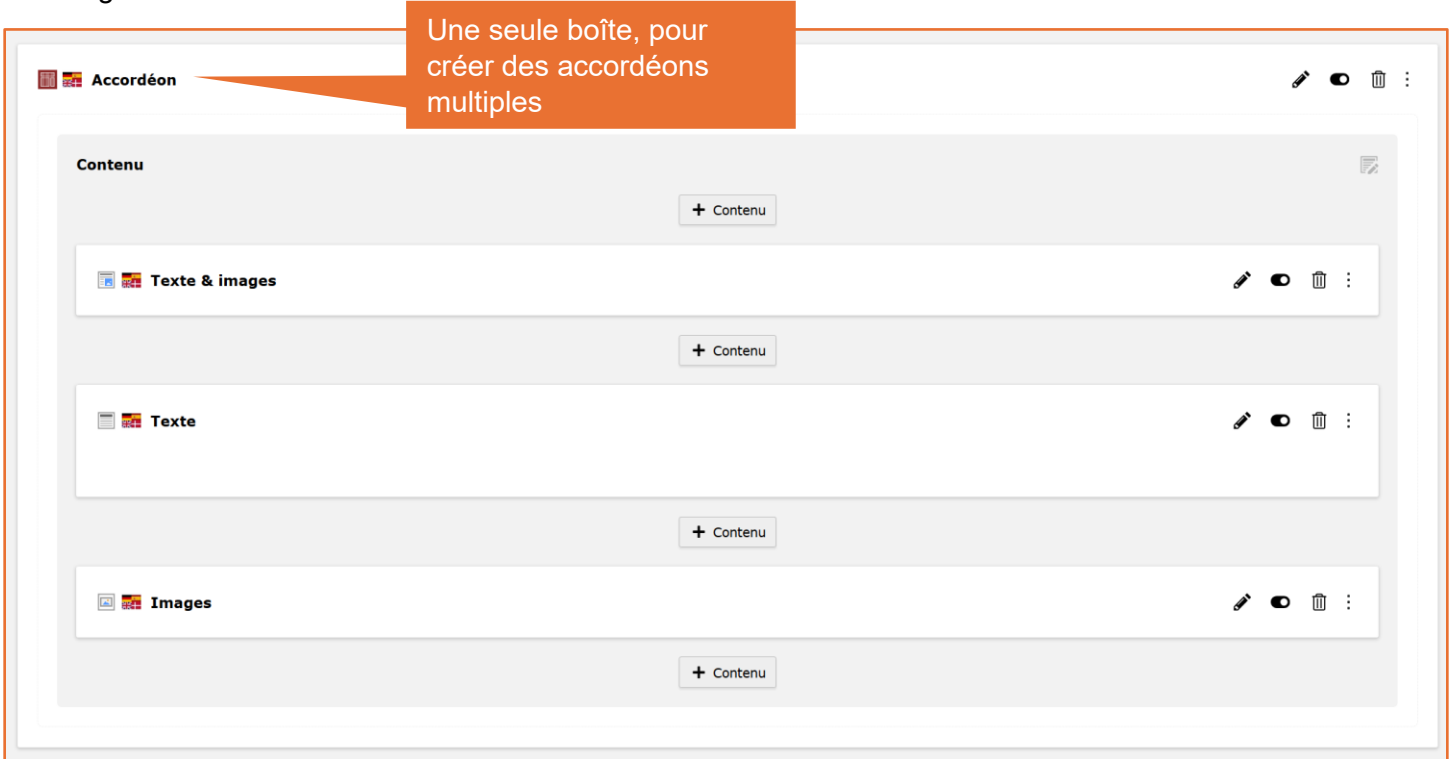 Une seule boîte, pour
créer des accordéons
multiples
Accordéon
Contenu
+ Contenu
Texte & images
+ Contenu
Texte
+ Contenu
Images
+ Contenu